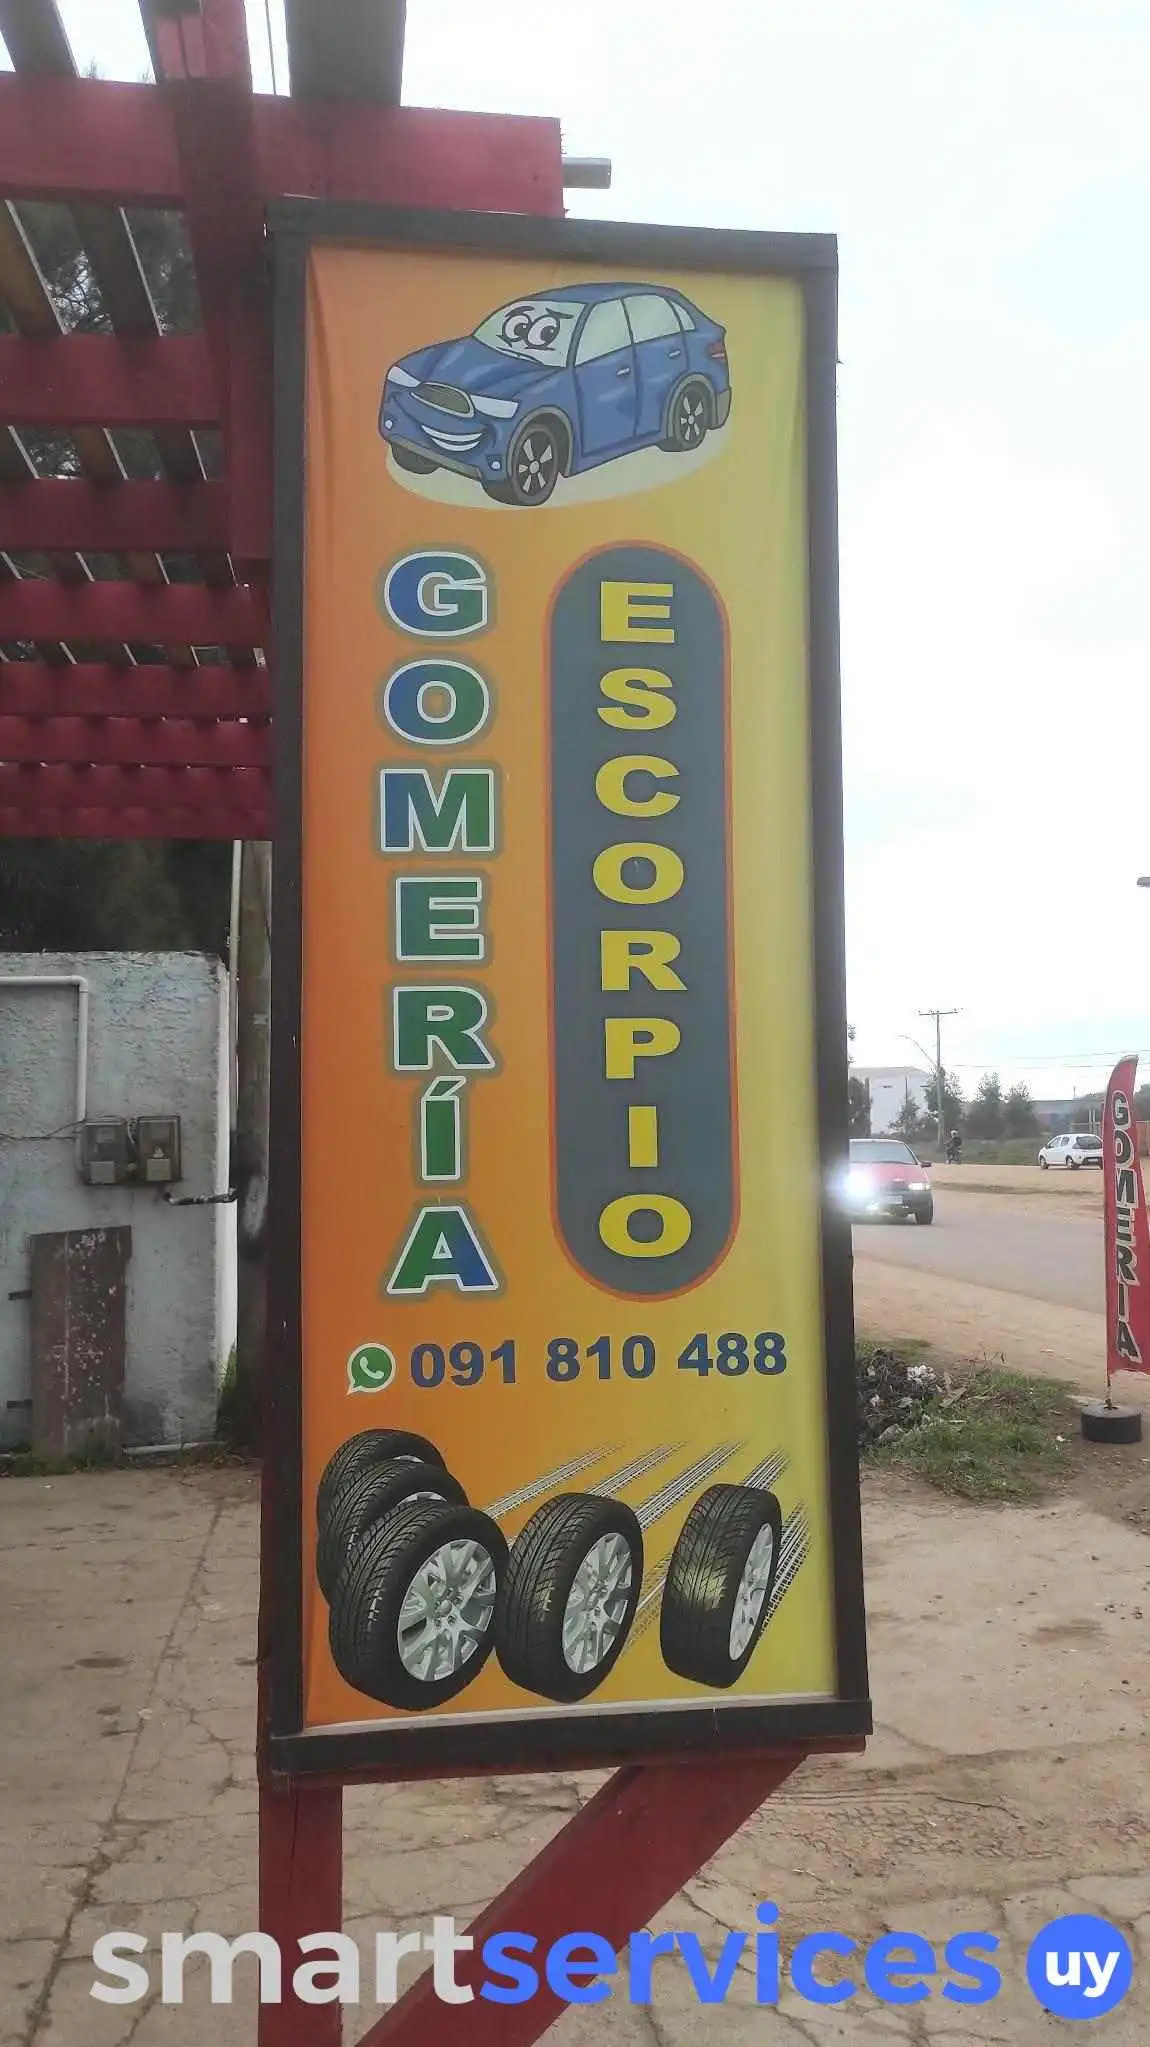 GOMERÍA
ESCORPIO
091 810 488
GOMERIA
smartservices uy